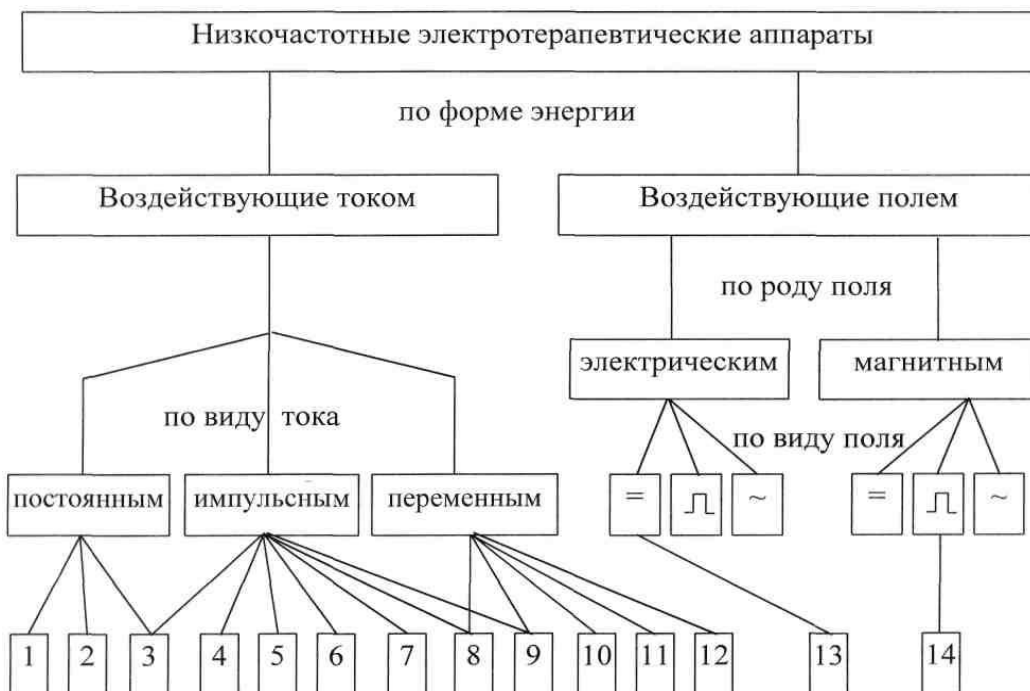 Низкочастотные электротерапевтические аппараты
по форме энергии
Воздействующие током
Воздействующие полем
по роду поля
электрическим
магнитным
по виду тока
по виду поля
постоянным
импульсным
переменным
=
~
=
~
1
2
3
4
5
6
7
8
9
10
11
12
13
14